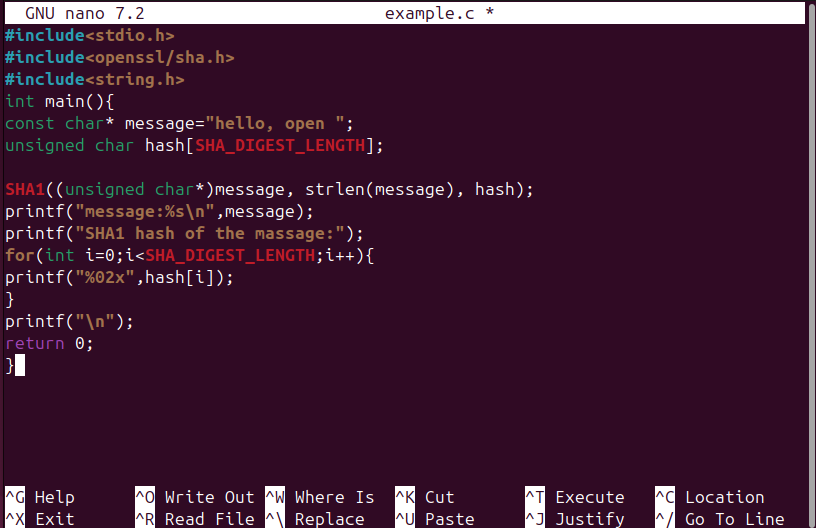 GNU nano 7.2 example.c *
#include<stdio.h>
#include<openssl/sha.h>
#include<string.h>
int main(){
const char* message="hello, open ";
unsigned char hash[SHA_DIGEST_LENGTH];
SHA1((unsigned char*)message, strlen(message), hash);
printf("message:%s\n",message);
printf("SHA1 hash of the massage:");
for(int i=0;i<SHA_DIGEST_LENGTH;i++){
printf("%02x",hash[i]);
}
printf("\n");
return 0;
}
^G Help ^O Write Out ^W Where Is ^K Cut ^T Execute ^C Location
^X Exit ^R Read File ^\ Replace ^U Paste ^J Justify ^/ Go To Line